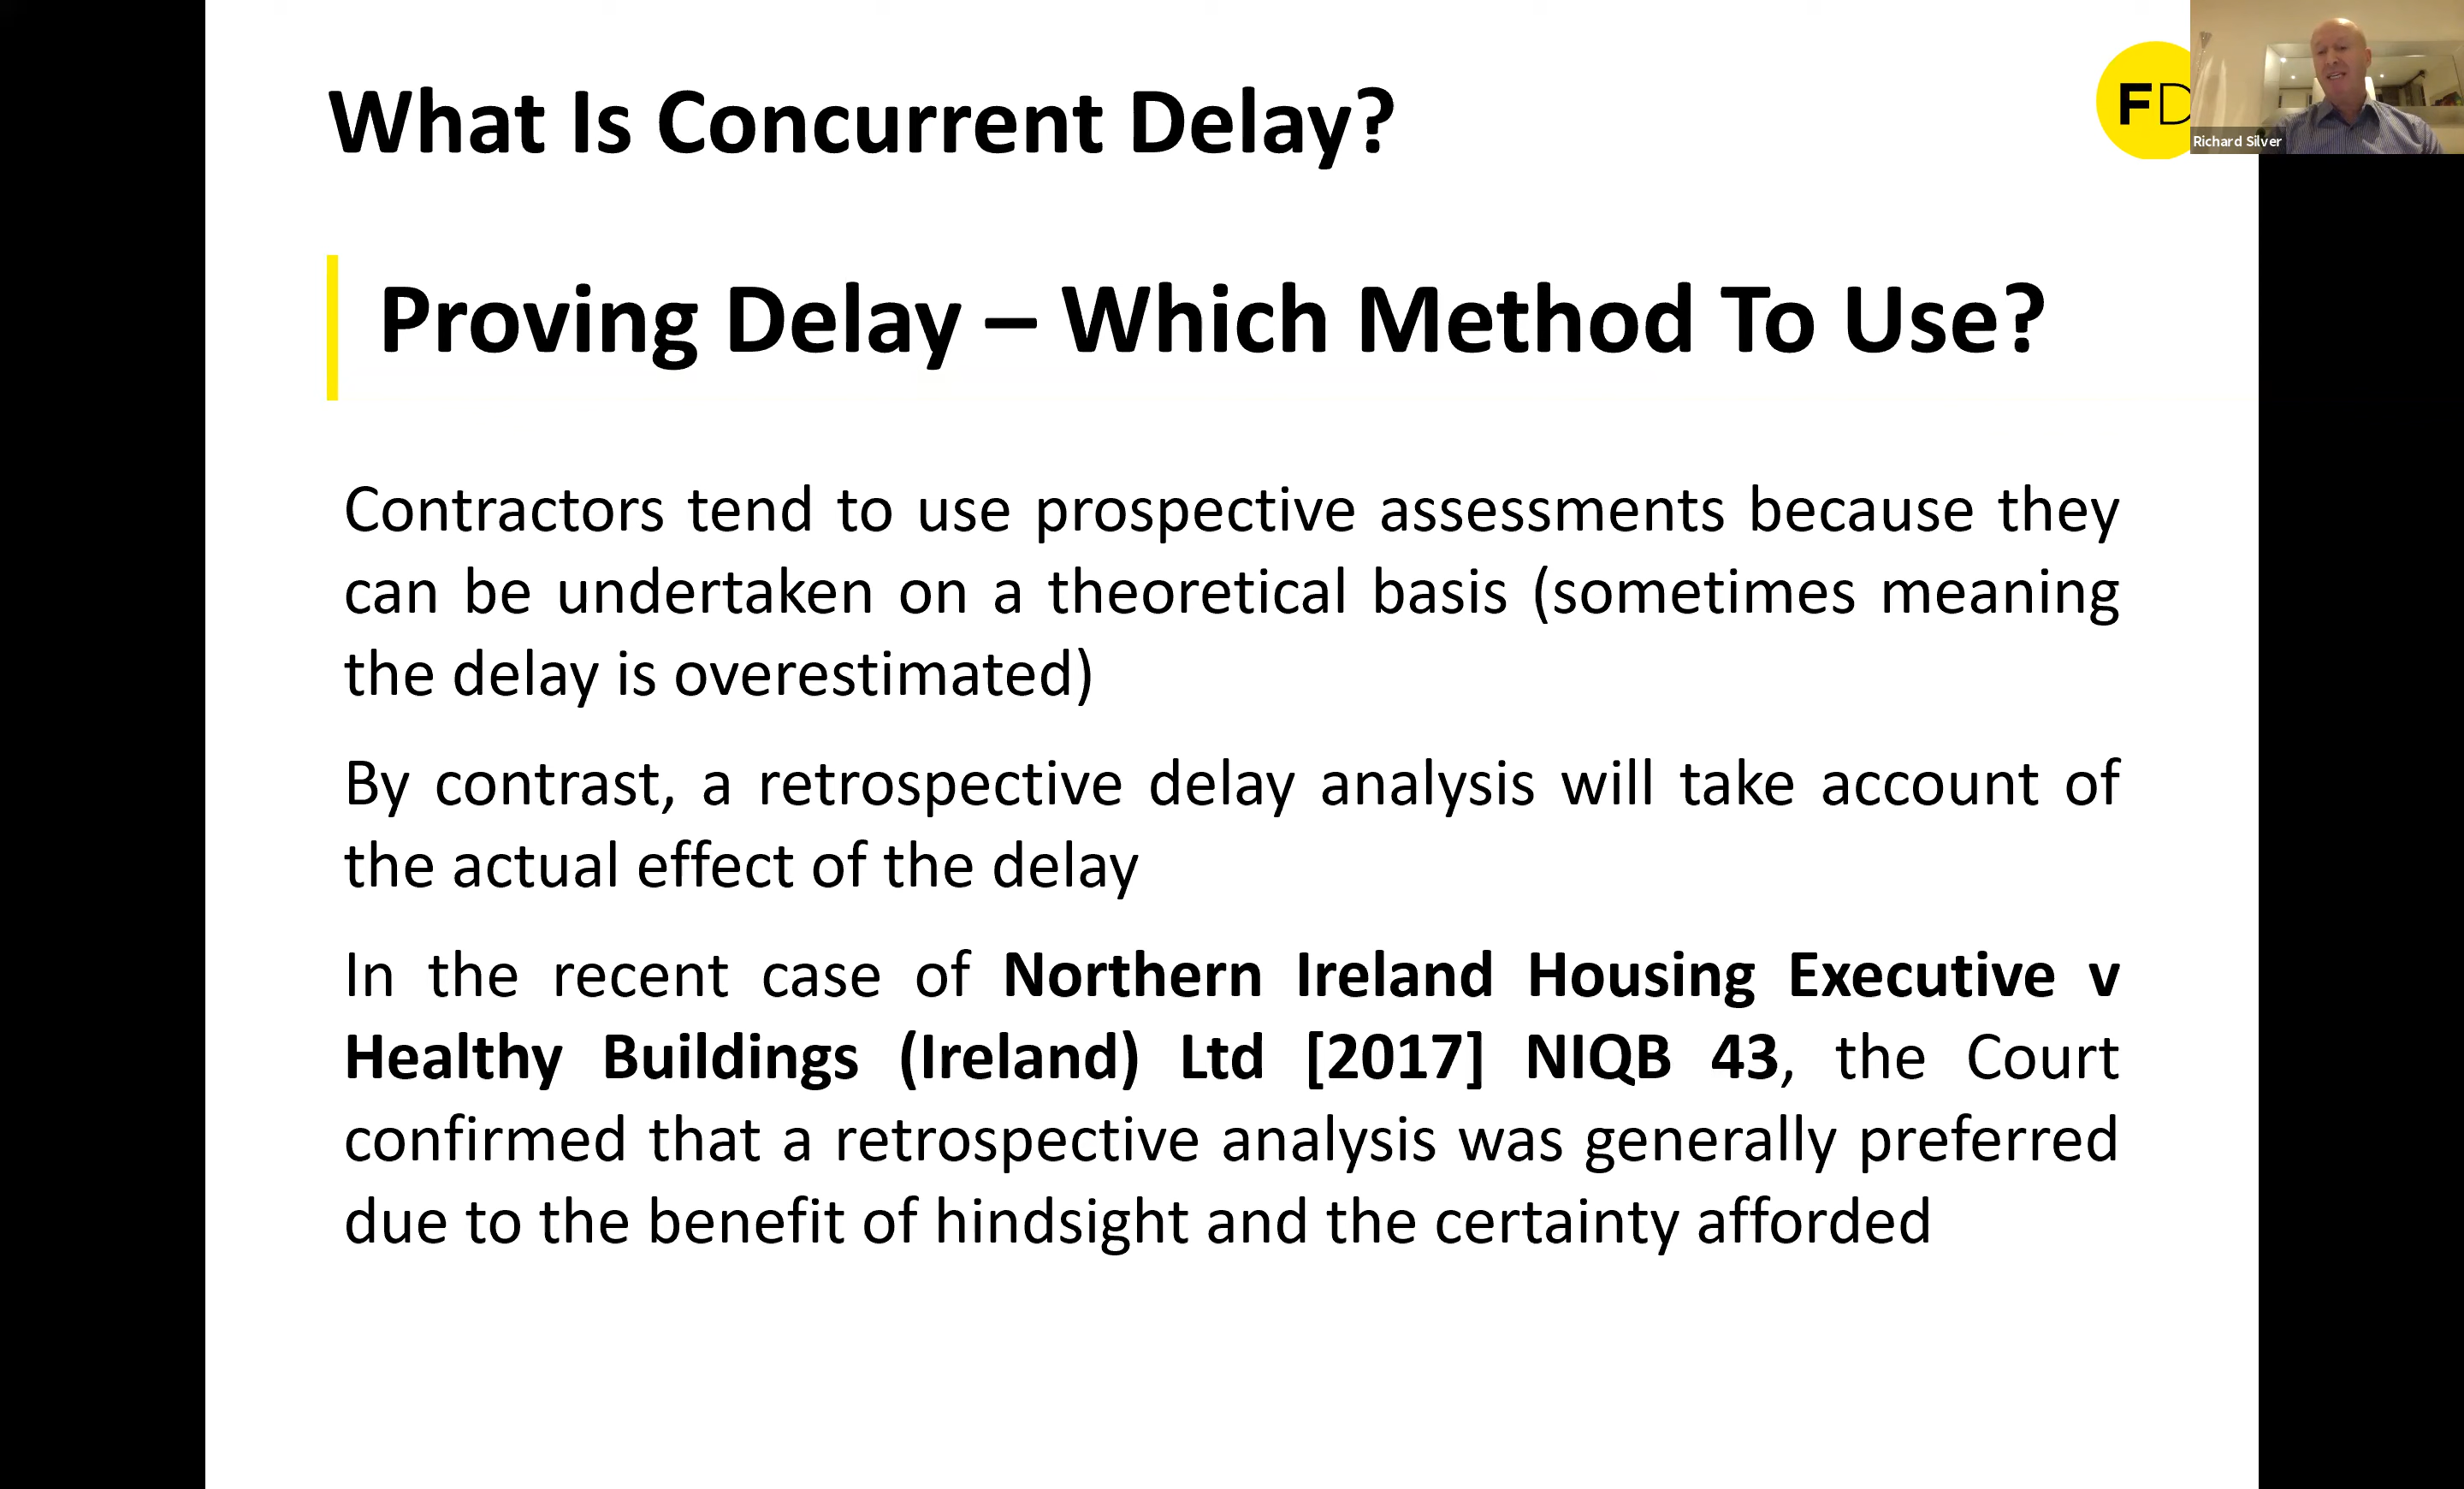 What Is Concurrent Delay?
FD
Richard Silver
Proving Delay – Which Method To Use?
Contractors tend to use prospective assessments because they
can be undertaken on a theoretical basis (sometimes meaning
the delay is overestimated)
By contrast, a retrospective delay analysis will take account of
the actual effect of the delay
In the recent case of Northern Ireland Housing Executive v
Healthy Buildings (Ireland) Ltd [2017] NIQB 43, the Court
confirmed that a retrospective analysis was generally preferred
due to the benefit of hindsight and the certainty afforded